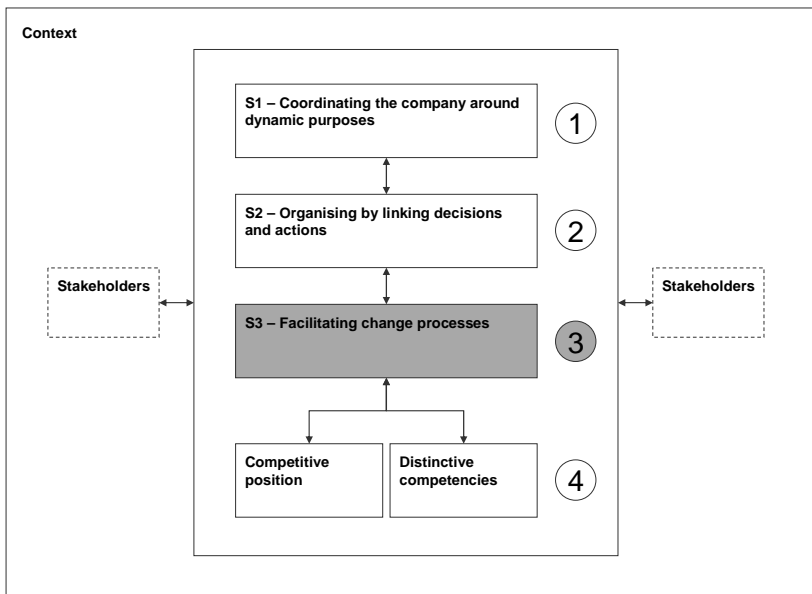 Context
S1 – Coordinating the company around
dynamic purposes
1
S2 – Organising by linking decisions
and actions
2
Stakeholders
Stakeholders
S3 – Facilitating change processes
3
Competitive
position
Distinctive
competencies
4